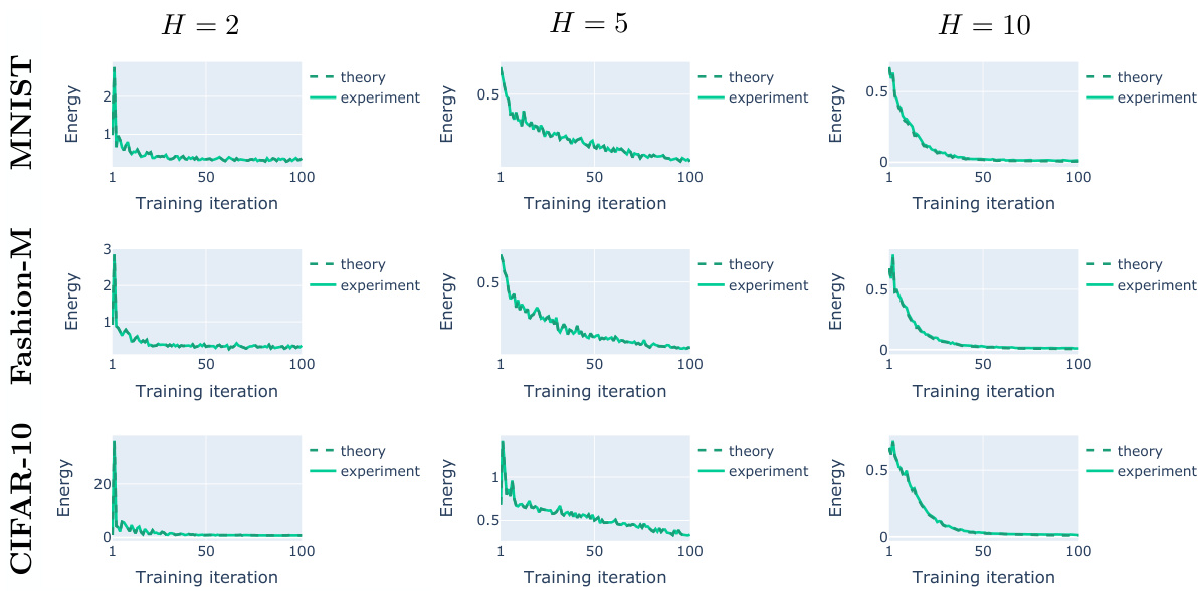 H = 2
H = 5
H = 10
MNIST
Energy
2
1
1
50
100
Training iteration
theory
experiment
Energy
0.5
1
50
100
Training iteration
theory
experiment
Energy
0.5
0
1
50
100
Training iteration
theory
experiment
Fashion-M
Energy
3
2
1
1
50
100
Training iteration
theory
experiment
Energy
0.5
1
50
100
Training iteration
theory
experiment
Energy
0.5
0
1
50
100
Training iteration
theory
experiment
CIFAR-10
Energy
20
0
1
50
100
Training iteration
theory
experiment
Energy
1
0.5
1
50
100
Training iteration
theory
experiment
Energy
0.5
0
1
50
100
Training iteration
theory
experiment